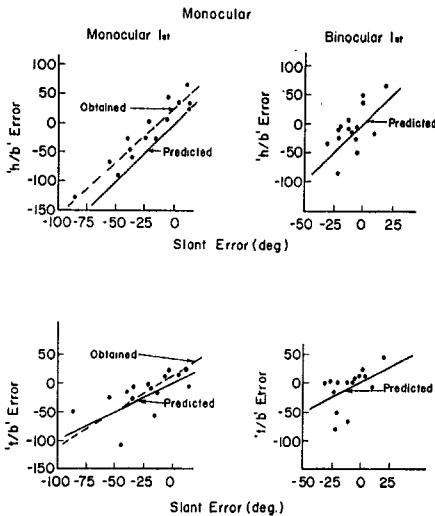 Monocular
Monocular 1st
Binocular 1st
'h/b' Error
100
50
0
-50
-100
-150
Obtained
Predicted
-100 -75 -50 -25 0 25
'h/b' Error
100
50
0
-50
-100
Predicted
-50 -25 0 25
Slant Error (deg.)
't/b' Error
50
0
-50
-100
-150
Obtained
Predicted
-100 -75 -50 -25 0 25
't/b' Error
50
0
-50
-100
Predicted
-50 -25 0 25
Slant Error (deg.)